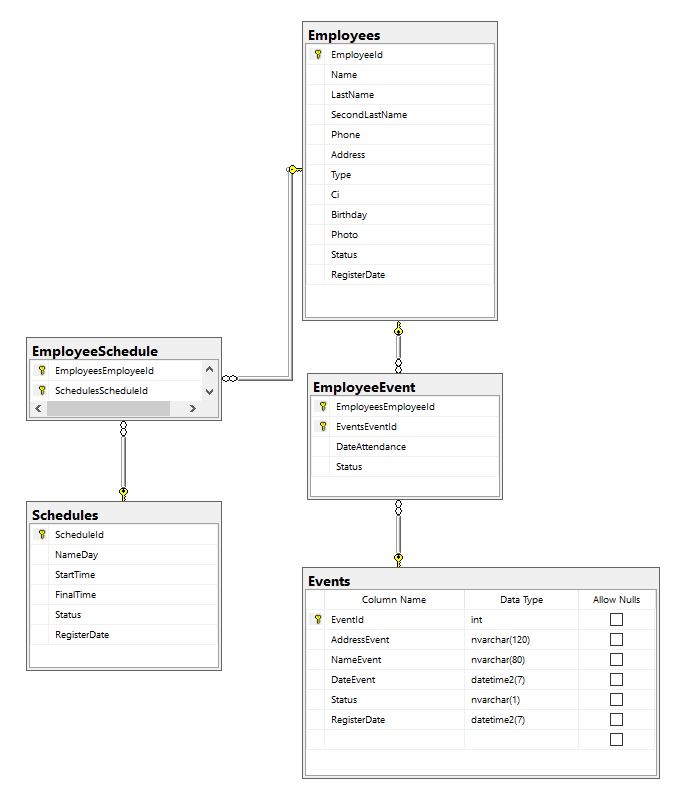 Employees
EmployeeId
Name
LastName
SecondLastName
Phone
Address
Type
Ci
Birthday
Photo
Status
RegisterDate
EmployeeSchedule
EmployeesEmployeeId
SchedulesScheduleId
EmployeeEvent
EmployeesEmployeeId
EventsEventId
DateAttendance
Status
Schedules
ScheduleId
NameDay
StartTime
FinalTime
Status
RegisterDate
Events
Column Name Data Type Allow Nulls
EventId int
AddressEvent nvarchar(120)
NameEvent nvarchar(80)
DateEvent datetime2(7)
Status nvarchar(1)
RegisterDate datetime2(7)